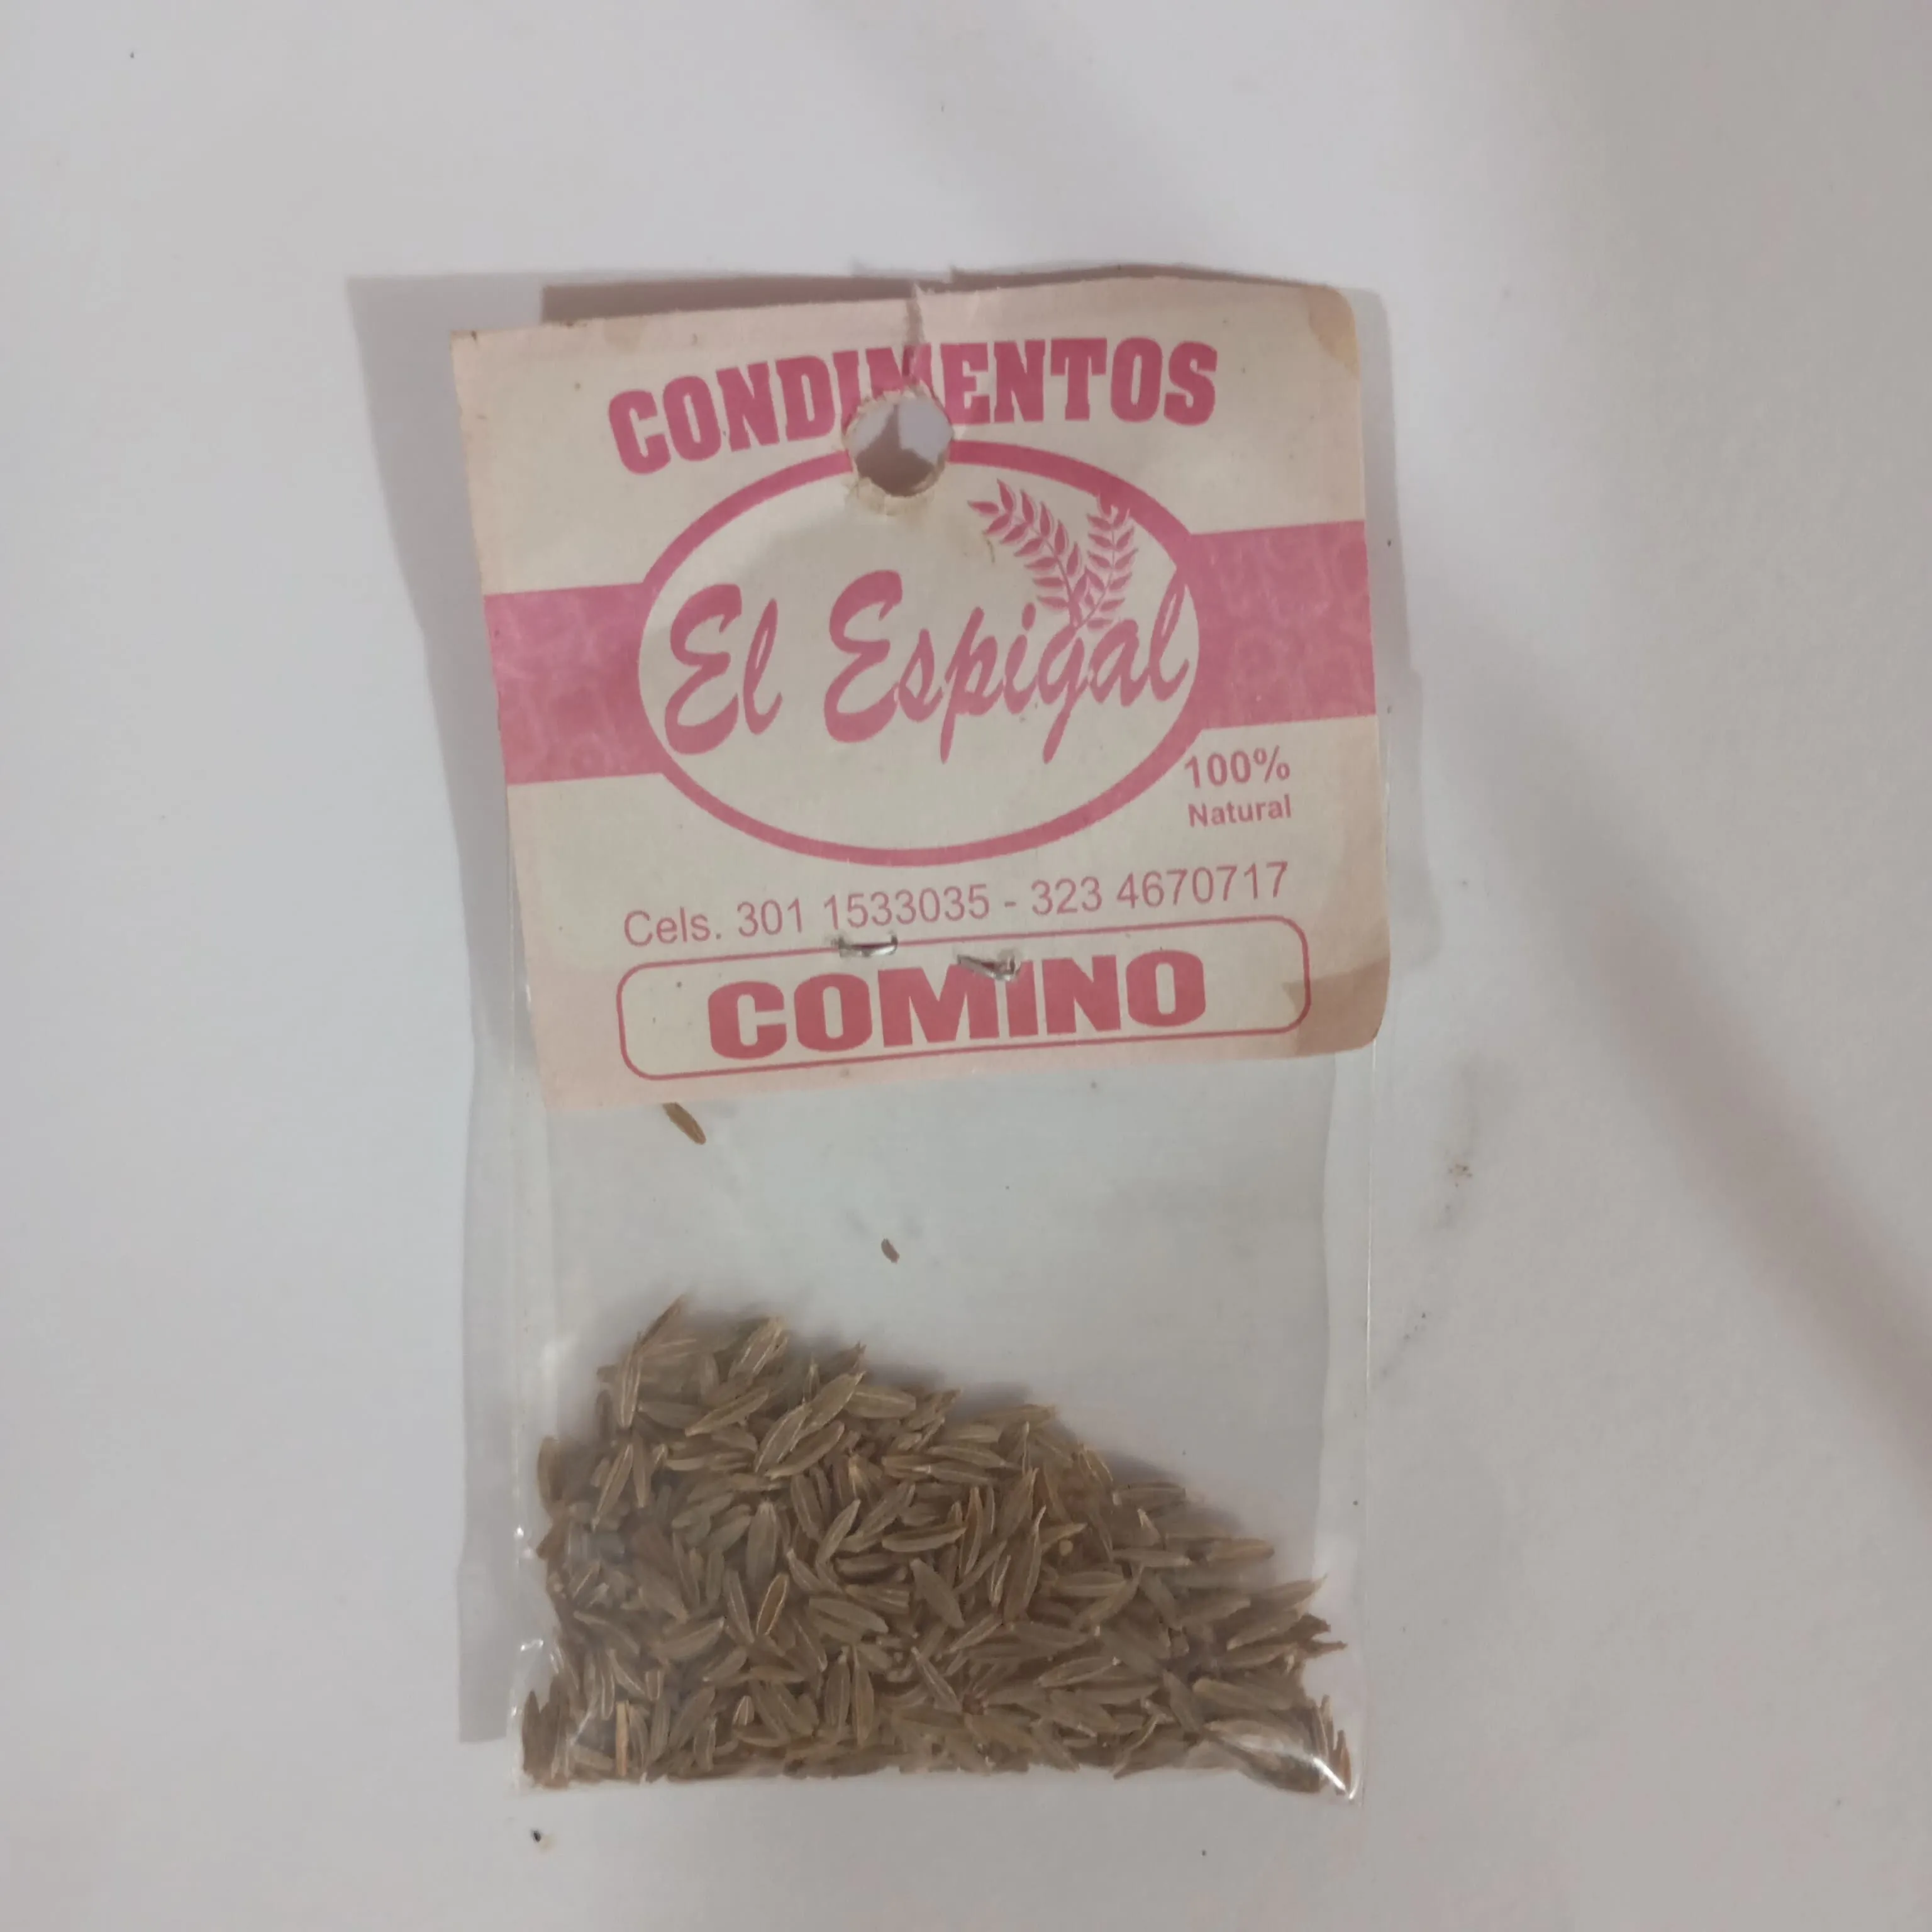 CONDIMENTOS
El Espigal
100%
Natural
Cels. 301 1533035 - 323 4670717
COMINO